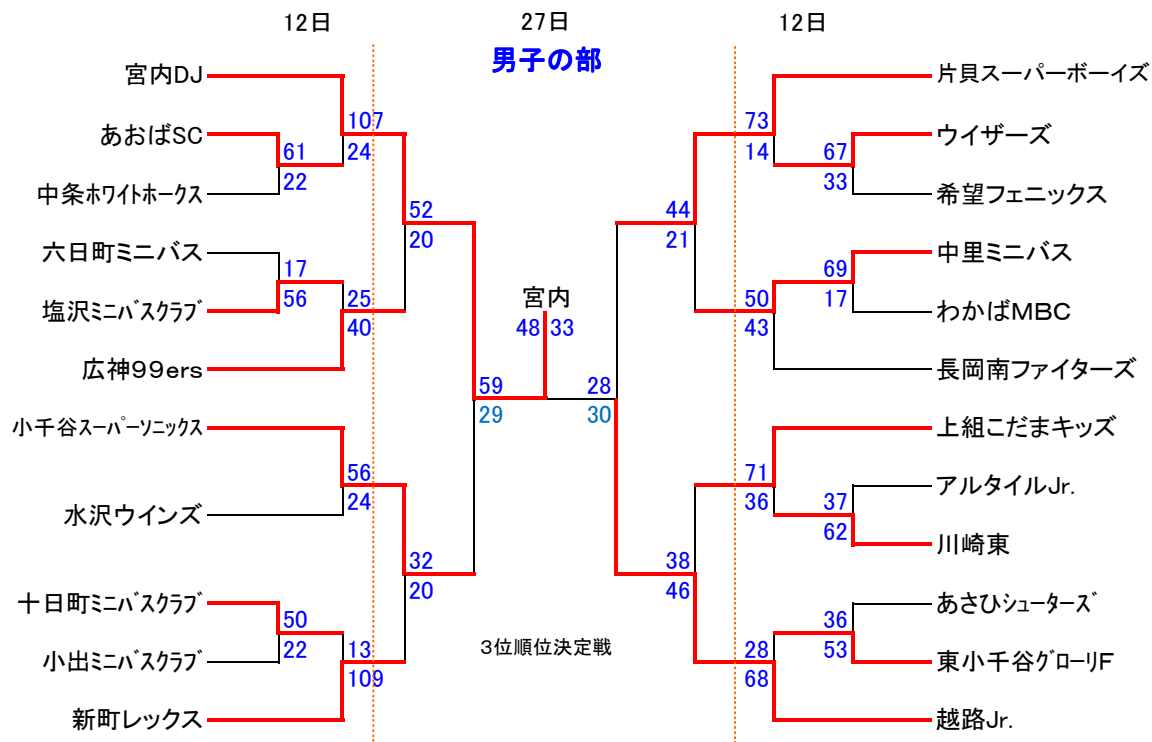 12日
27日
12日
男子の部
宮内DJ
あおばSC
中条ホワイトホークス
六日町ミニバス
塩沢ミニバスクラブ
広神99ers
小千谷スーパーソニックス
水沢ウインズ
十日町ミニバスクラブ
小出ミニバスクラブ
新町レックス
61
22
17
56
50
22
107
24
25
40
56
24
13
109
52
20
32
20
59
29
宮内
48 33
28
30
3位順位決定戦
44
21
38
46
73
14
50
43
71
36
28
68
67
33
69
17
37
62
36
53
片貝スーパーボーイズ
ウイザーズ
希望フェニックス
中里ミニバス
わかばMBC
長岡南ファイターズ
上組こだまキッズ
アルタイルJr.
川崎東
あさひシューターズ
東小千谷グローリF
越路Jr.